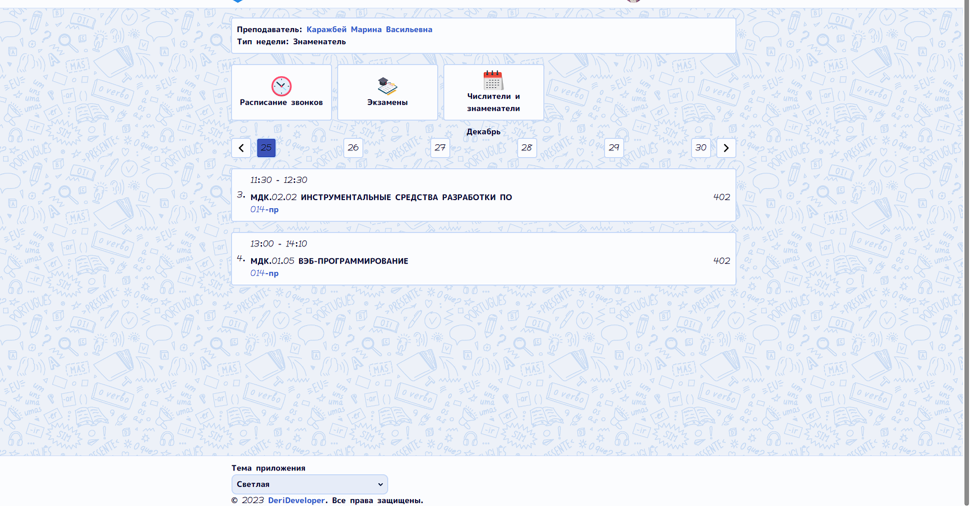 Преподаватель: Каражбей Марина Васильевна
Тип недели: Знаменатель
Расписание звонков
Экзамены
Числители и
знаменатели
Декабрь
25 26 27 28 29 30
11:30 - 12:30
3. МДК.02.02 ИНСТРУМЕНТАЛЬНЫЕ СРЕДСТВА РАЗРАБОТКИ ПО 402
014-пр
13:00 - 14:10
4. МДК.01.05 ВЭБ-ПРОГРАММИРОВАНИЕ 402
014-пр
Тема приложения
Светлая
© 2023 DeriDeveloper. Все права защищены.